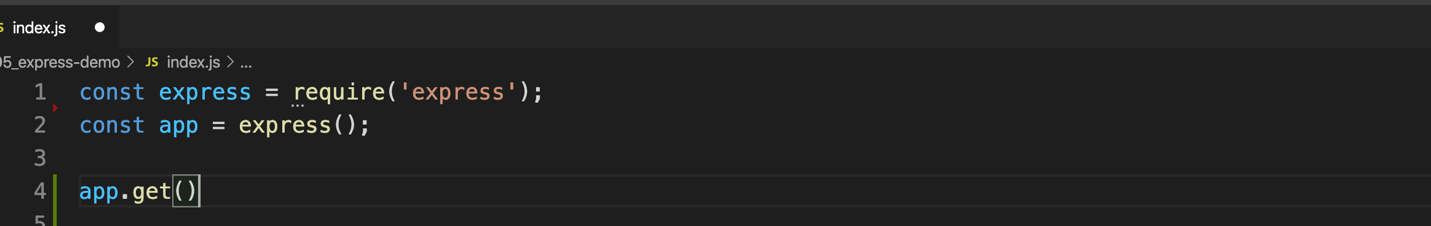 index.js
05_express-demo > JS index.js > ...
1 const express = require('express');
2 const app = express();
3
4 app.get()
5